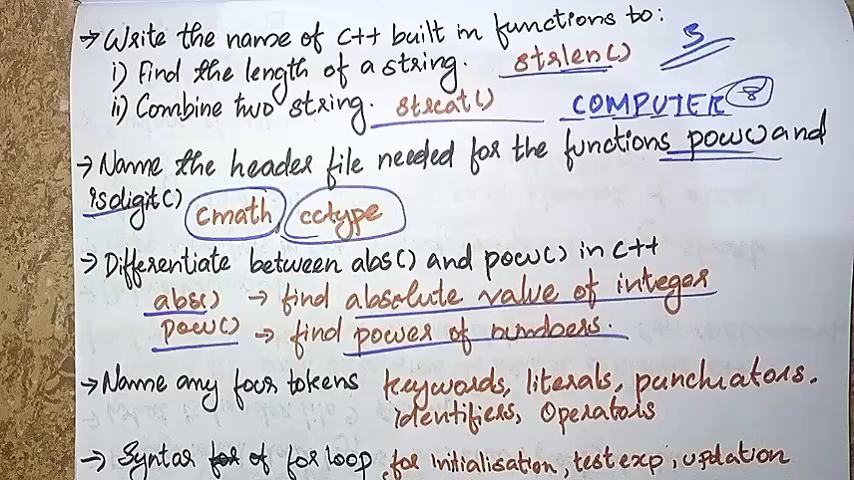 → Write the name of C++ built in functions to:
i) Find the length of a string. strlen()
ii) Combine two string. strcat() COMPUTER 8
→ Name the header file needed for the functions pow() and
isdigit() cmath cctype
→ Differentiate between abs() and pow() in C++
abs() → find absolute value of integer
pow() → find power of numbers.
→ Name any four tokens keywords, literals, punctuators.
identifiers, Operators
→ Syntax of for loop, for initialisation, test exp; updation